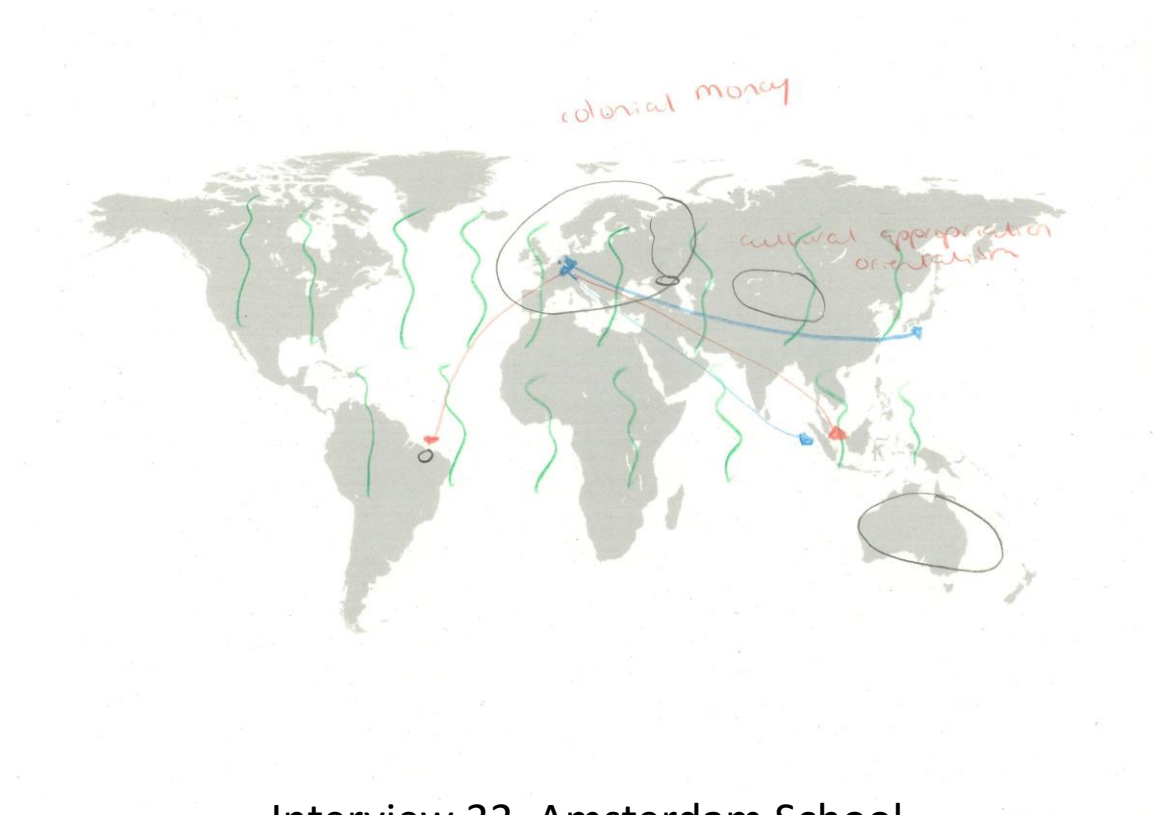 colonial money
cultural appropriation
orientalism
Interview 22, Amsterdam School